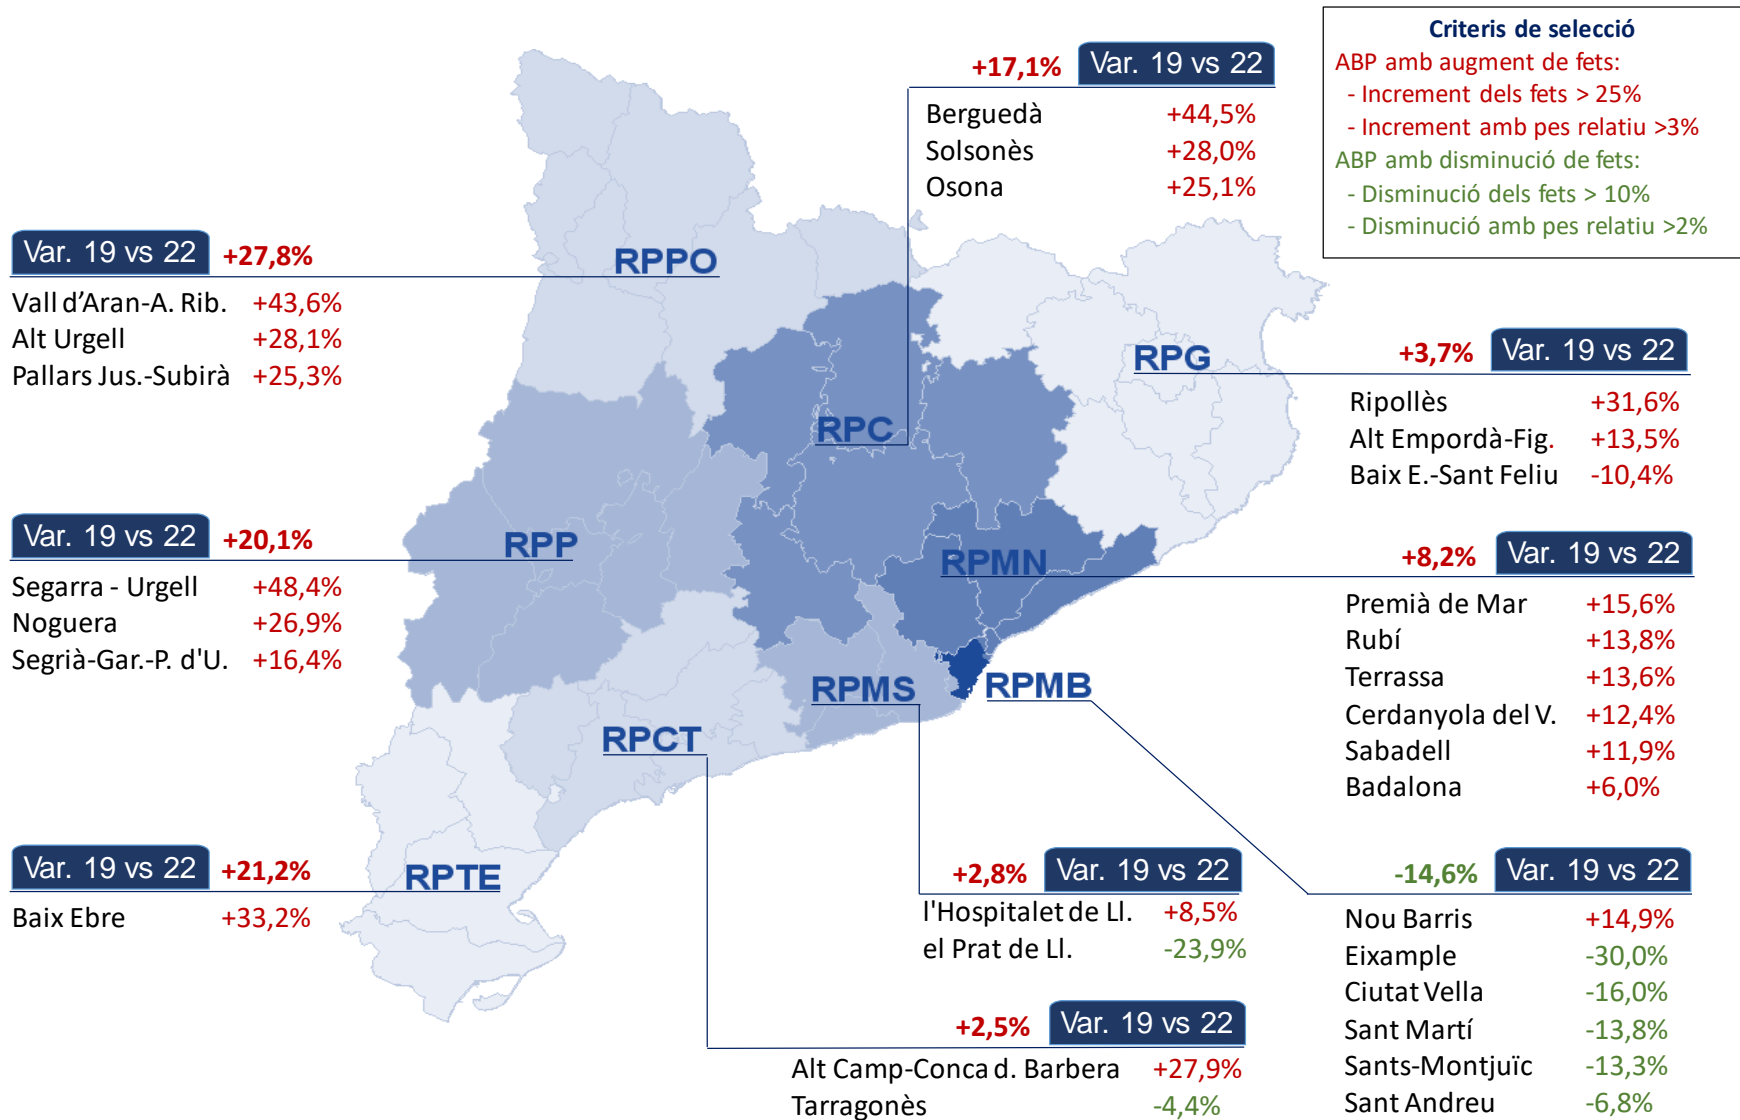 Criteris de selecció
ABP amb augment de fets:
- Increment dels fets > 25%
- Increment amb pes relatiu >3%
ABP amb disminució de fets:
- Disminució dels fets > 10%
- Disminució amb pes relatiu >2%
+17,1% Var. 19 vs 22
Berguedà +44,5%
Solsonès +28,0%
Osona +25,1%
Var. 19 vs 22 +27,8%
Vall d'Aran-A. Rib. +43,6%
Alt Urgell +28,1%
Pallars Jus.-Subirà +25,3%
RPPO
RPG
+3,7% Var. 19 vs 22
Ripollès +31,6%
Alt Empordà-Fig. +13,5%
Baix E.-Sant Feliu -10,4%
RPC
Var. 19 vs 22 +20,1%
Segarra - Urgell +48,4%
Noguera +26,9%
Segrià-Gar.-P. d'U. +16,4%
RPP
RPMN
+8,2% Var. 19 vs 22
Premià de Mar +15,6%
Rubí +13,8%
Terrassa +13,6%
Cerdanyola del V. +12,4%
Sabadell +11,9%
Badalona +6,0%
RPMS
RPMB
RPCT
Var. 19 vs 22 +21,2%
Baix Ebre +33,2%
RPTE
+2,8% Var. 19 vs 22
l'Hospitalet de Ll. +8,5%
el Prat de Ll. -23,9%
-14,6% Var. 19 vs 22
Nou Barris +14,9%
Eixample -30,0%
Ciutat Vella -16,0%
Sant Martí -13,8%
Sants-Montjuïc -13,3%
Sant Andreu -6,8%
+2,5% Var. 19 vs 22
Alt Camp-Conca d. Barbera +27,9%
Tarragonès -4,4%